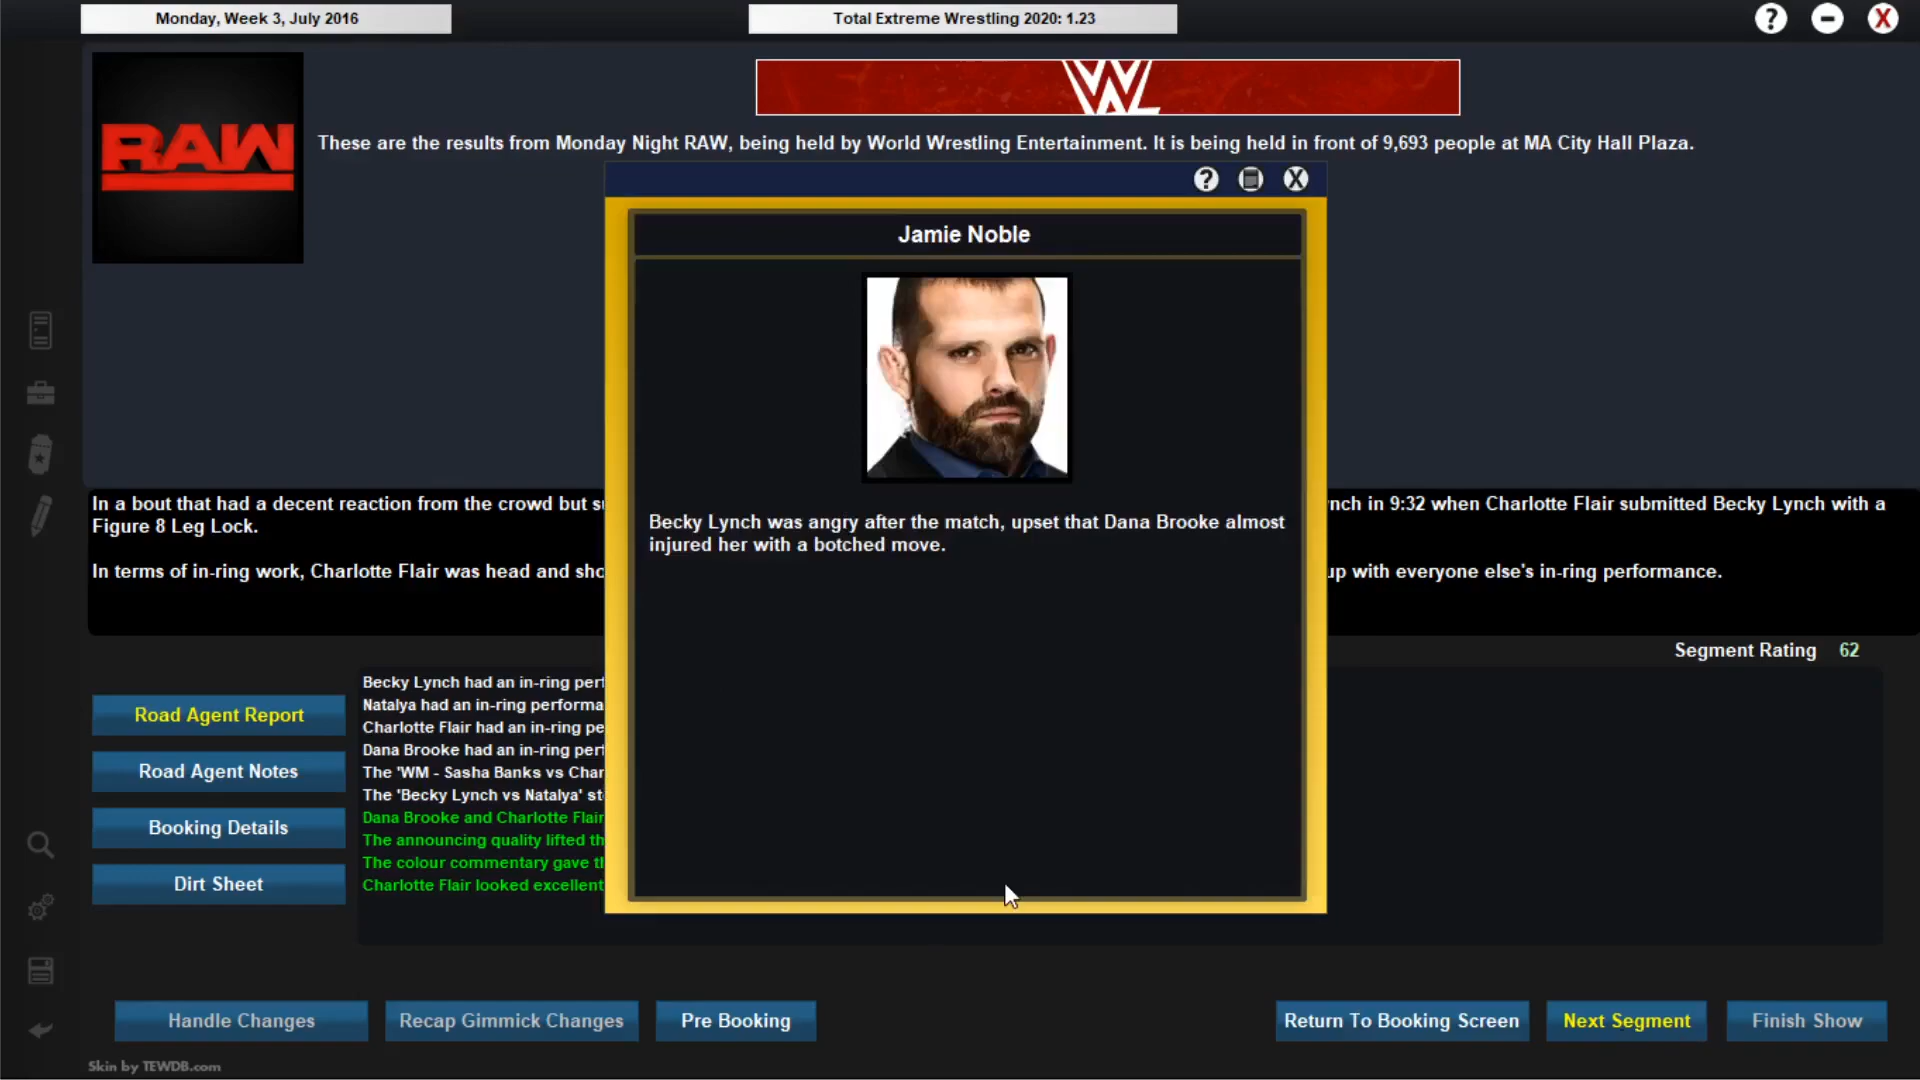 Monday, Week 3, July 2016
Total Extreme Wrestling 2020: 1.23
RAW
These are the results from Monday Night RAW, being held by World Wrestling Entertainment. It is being held in front of 9,693 people at MA City Hall Plaza.
Jamie Noble
Becky Lynch was angry after the match, upset that Dana Brooke almost
injured her with a botched move.
In a bout that had a decent reaction from the crowd but nch in 9:32 when Charlotte Flair submitted Becky Lynch with a
Figure 8 Leg Lock.
In terms of in-ring work, Charlotte Flair was head and sho up with everyone else's in-ring performance.
Segment Rating 62
Road Agent Report
Road Agent Notes
Booking Details
Dirt Sheet
Becky Lynch had an in-ring perf
Natalya had an in-ring performa
Charlotte Flair had an in-ring pe
Dana Brooke had an in-ring perf
The 'WM - Sasha Banks vs Char
The 'Becky Lynch vs Natalya' st
Dana Brooke and Charlotte Flair
The announcing quality lifted th
The colour commentary gave th
Charlotte Flair looked excellent
Handle Changes
Recap Gimmick Changes
Pre Booking
Return To Booking Screen
Next Segment
Finish Show
Skin by TEWDB.com